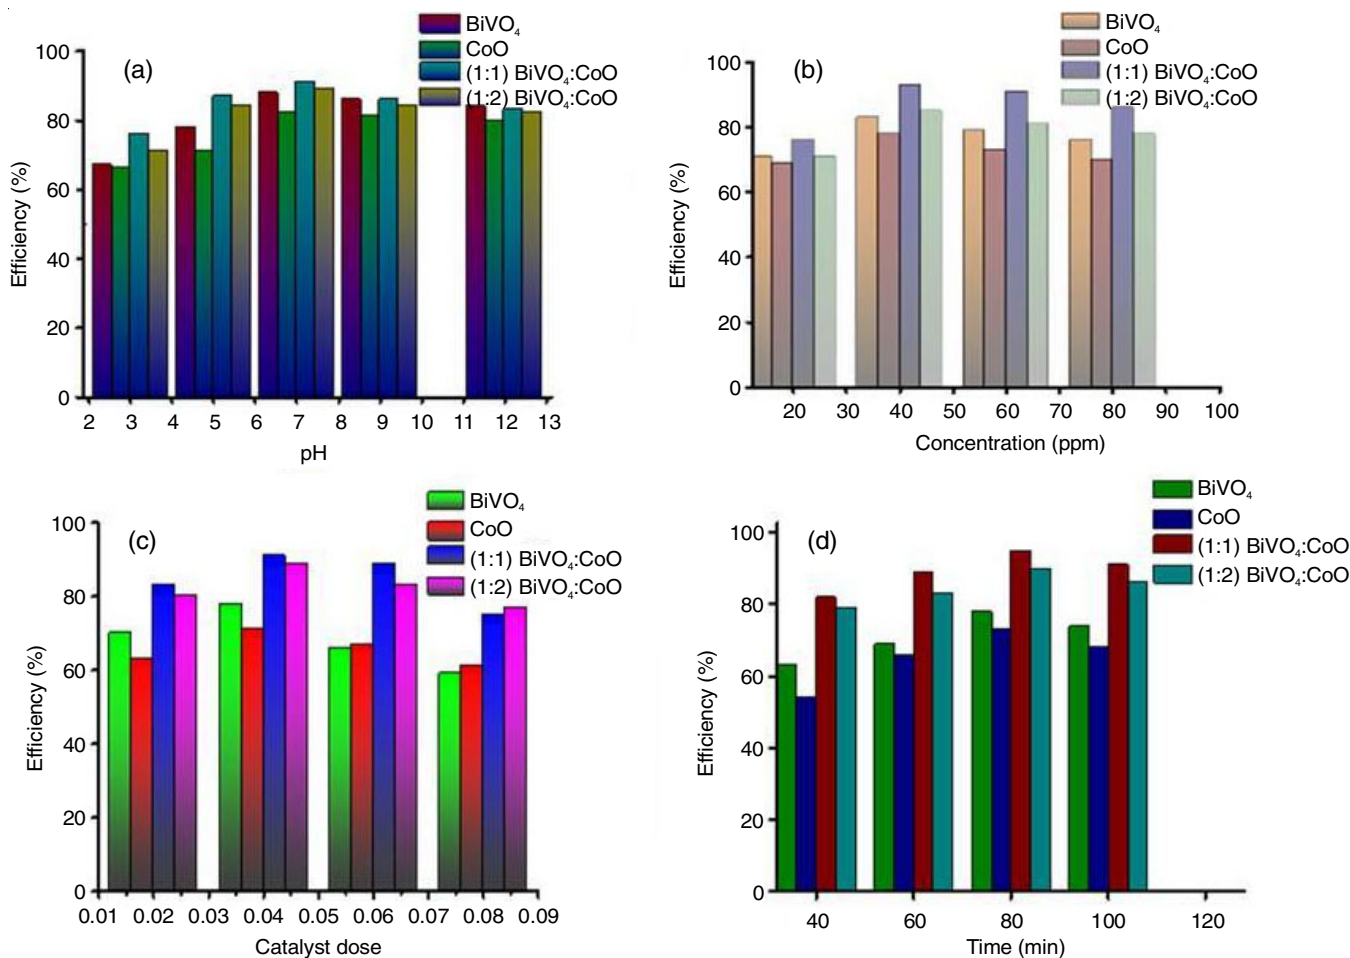 (a)
BiVO₄
CoO
(1:1) BiVO₄:CoO
(1:2) BiVO₄:CoO
Efficiency (%)
100
80
60
40
20
0
2 3 4 5 6 7 8 9 10 11 12 13
pH
(b)
BiVO₄
CoO
(1:1) BiVO₄:CoO
(1:2) BiVO₄:CoO
Efficiency (%)
100
80
60
40
20
0
20 30 40 50 60 70 80 90 100
Concentration (ppm)
(c)
BiVO₄
CoO
(1:1) BiVO₄:CoO
(1:2) BiVO₄:CoO
Efficiency (%)
100
80
60
40
20
0
0.01 0.02 0.03 0.04 0.05 0.06 0.07 0.08 0.09
Catalyst dose
(d)
BiVO₄
CoO
(1:1) BiVO₄:CoO
(1:2) BiVO₄:CoO
Efficiency (%)
100
80
60
40
20
0
40 60 80 100 120
Time (min)